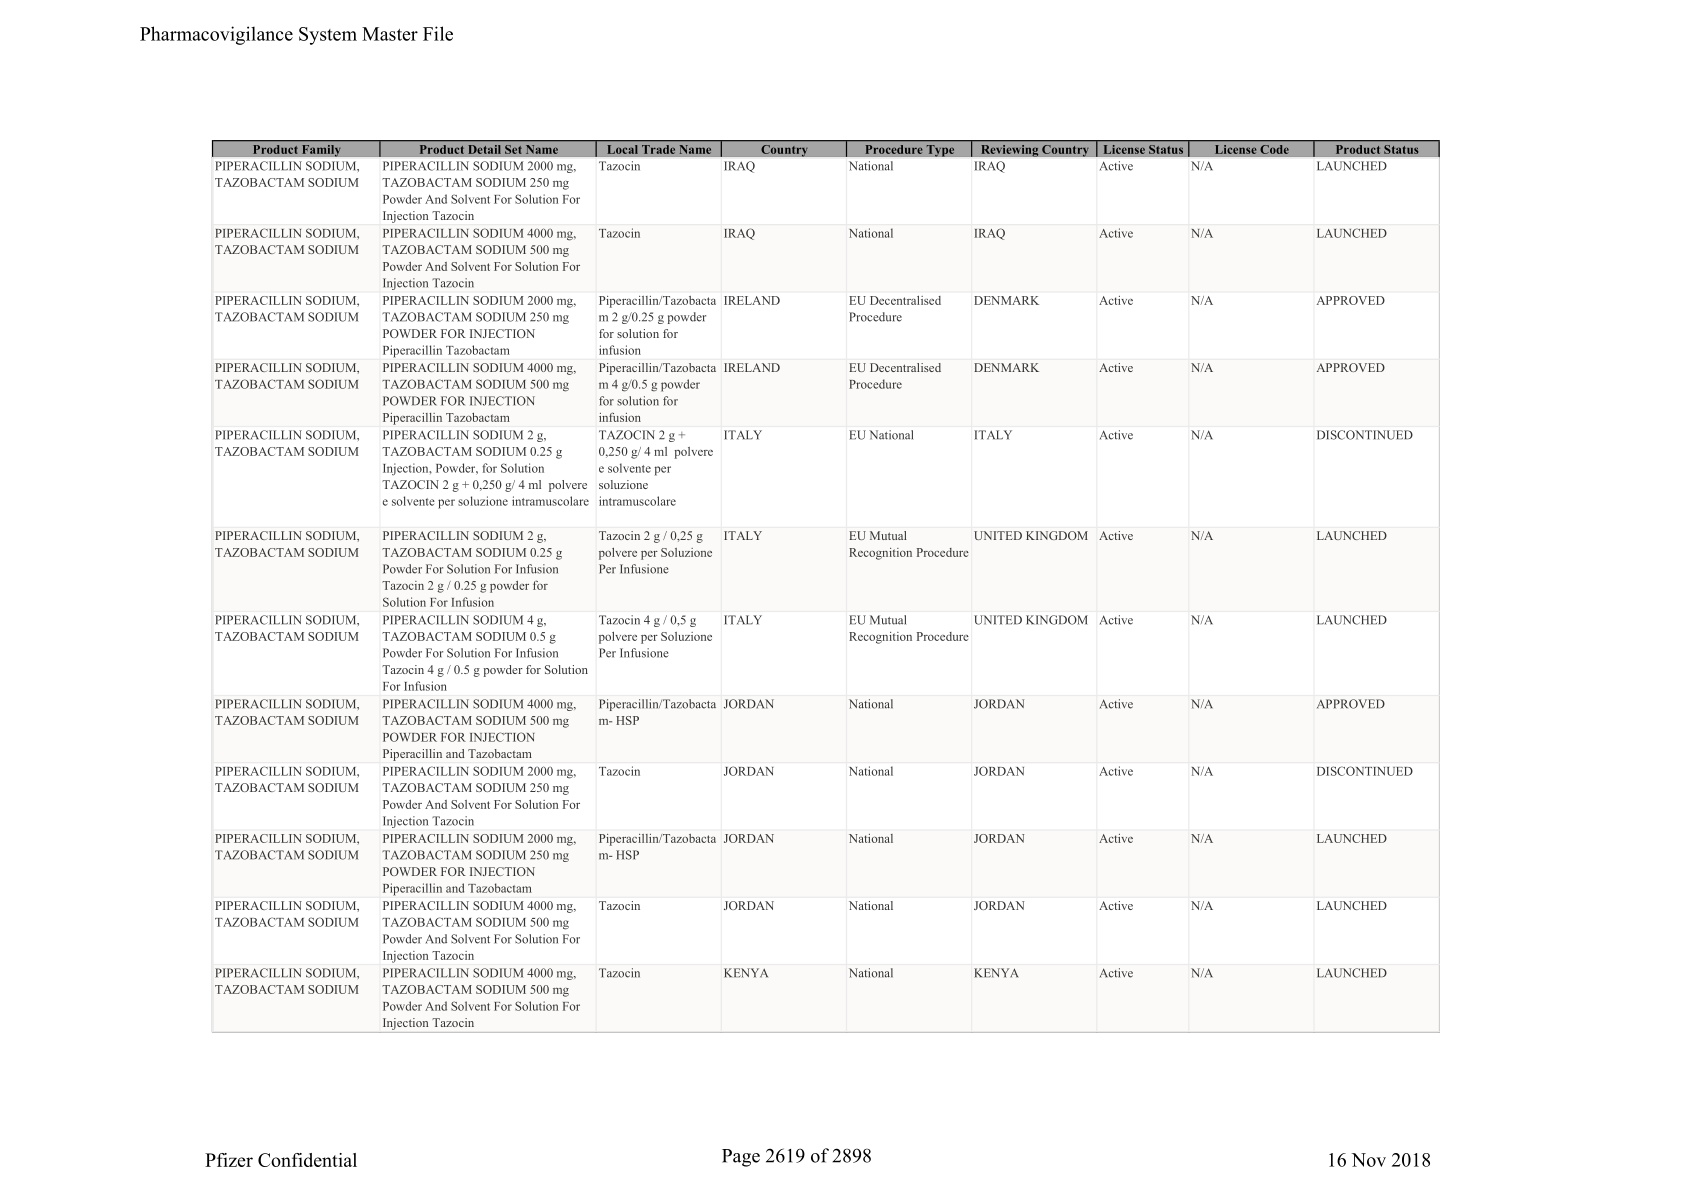 Pharmacovigilance System Master File
Product Family Product Detail Set Name Local Trade Name Country Procedure Type Reviewing Country License Status License Code Product Status
PIPERACILLIN SODIUM, PIPERACILLIN SODIUM 2000 mg, Tazocin IRAQ National IRAQ Active N/A LAUNCHED
TAZOBACTAM SODIUM TAZOBACTAM SODIUM 250 mg
Powder And Solvent For Solution For
Injection Tazocin
PIPERACILLIN SODIUM, PIPERACILLIN SODIUM 4000 mg, Tazocin IRAQ National IRAQ Active N/A LAUNCHED
TAZOBACTAM SODIUM TAZOBACTAM SODIUM 500 mg
Powder And Solvent For Solution For
Injection Tazocin
PIPERACILLIN SODIUM, PIPERACILLIN SODIUM 2000 mg, Piperacillin/Tazobacta IRELAND EU Decentralised DENMARK Active N/A APPROVED
TAZOBACTAM SODIUM TAZOBACTAM SODIUM 250 mg m 2 g/0.25 g powder Procedure
POWDER FOR INJECTION for solution for
Piperacillin Tazobactam infusion
PIPERACILLIN SODIUM, PIPERACILLIN SODIUM 4000 mg, Piperacillin/Tazobacta IRELAND EU Decentralised DENMARK Active N/A APPROVED
TAZOBACTAM SODIUM TAZOBACTAM SODIUM 500 mg m 4 g/0.5 g powder Procedure
POWDER FOR INJECTION for solution for
Piperacillin Tazobactam infusion
PIPERACILLIN SODIUM, PIPERACILLIN SODIUM 2 g, TAZOCIN 2 g + ITALY EU National ITALY Active N/A DISCONTINUED
TAZOBACTAM SODIUM TAZOBACTAM SODIUM 0.25 g 0,250 g/ 4 ml polvere
Injection, Powder, for Solution e solvente per
TAZOCIN 2 g + 0,250 g/ 4 ml polvere soluzione
e solvente per soluzione intramuscolare intramuscolare
PIPERACILLIN SODIUM, PIPERACILLIN SODIUM 2 g, Tazocin 2 g / 0,25 g ITALY EU Mutual UNITED KINGDOM Active N/A LAUNCHED
TAZOBACTAM SODIUM TAZOBACTAM SODIUM 0.25 g polvere per Soluzione Recognition Procedure
Powder For Solution For Infusion Per Infusione
Tazocin 2 g / 0.25 g powder for
Solution For Infusion
PIPERACILLIN SODIUM, PIPERACILLIN SODIUM 4 g, Tazocin 4 g / 0,5 g ITALY EU Mutual UNITED KINGDOM Active N/A LAUNCHED
TAZOBACTAM SODIUM TAZOBACTAM SODIUM 0.5 g polvere per Soluzione Recognition Procedure
Powder For Solution For Infusion Per Infusione
Tazocin 4 g / 0.5 g powder for Solution
For Infusion
PIPERACILLIN SODIUM, PIPERACILLIN SODIUM 4000 mg, Piperacillin/Tazobacta JORDAN National JORDAN Active N/A APPROVED
TAZOBACTAM SODIUM TAZOBACTAM SODIUM 500 mg m- HSP
POWDER FOR INJECTION
Piperacillin and Tazobactam
PIPERACILLIN SODIUM, PIPERACILLIN SODIUM 2000 mg, Tazocin JORDAN National JORDAN Active N/A DISCONTINUED
TAZOBACTAM SODIUM TAZOBACTAM SODIUM 250 mg
Powder And Solvent For Solution For
Injection Tazocin
PIPERACILLIN SODIUM, PIPERACILLIN SODIUM 2000 mg, Piperacillin/Tazobacta JORDAN National JORDAN Active N/A LAUNCHED
TAZOBACTAM SODIUM TAZOBACTAM SODIUM 250 mg m- HSP
POWDER FOR INJECTION
Piperacillin and Tazobactam
PIPERACILLIN SODIUM, PIPERACILLIN SODIUM 4000 mg, Tazocin JORDAN National JORDAN Active N/A LAUNCHED
TAZOBACTAM SODIUM TAZOBACTAM SODIUM 500 mg
Powder And Solvent For Solution For
Injection Tazocin
PIPERACILLIN SODIUM, PIPERACILLIN SODIUM 4000 mg, Tazocin KENYA National KENYA Active N/A LAUNCHED
TAZOBACTAM SODIUM TAZOBACTAM SODIUM 500 mg
Powder And Solvent For Solution For
Injection Tazocin
Pfizer Confidential Page 2619 of 2898 16 Nov 2018